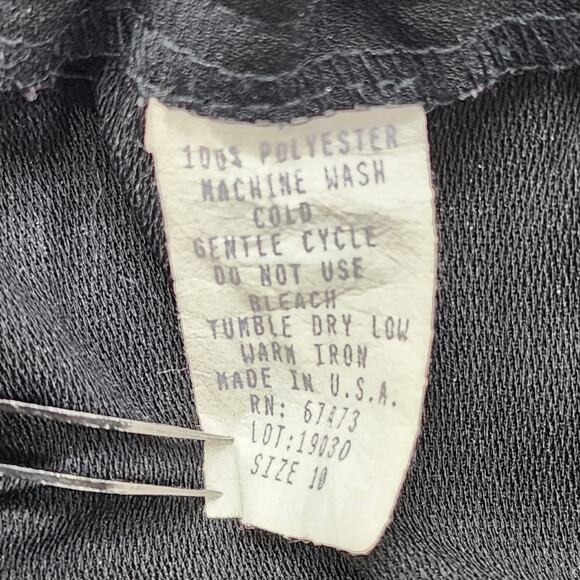 100% POLYESTER
MACHINE WASH
COLD
GENTLE CYCLE
DO NOT USE
BLEACH
TUMBLE DRY LOW
WARM IRON
MADE IN U.S.A.
RN: 67473
LOT:19030
SIZE 10